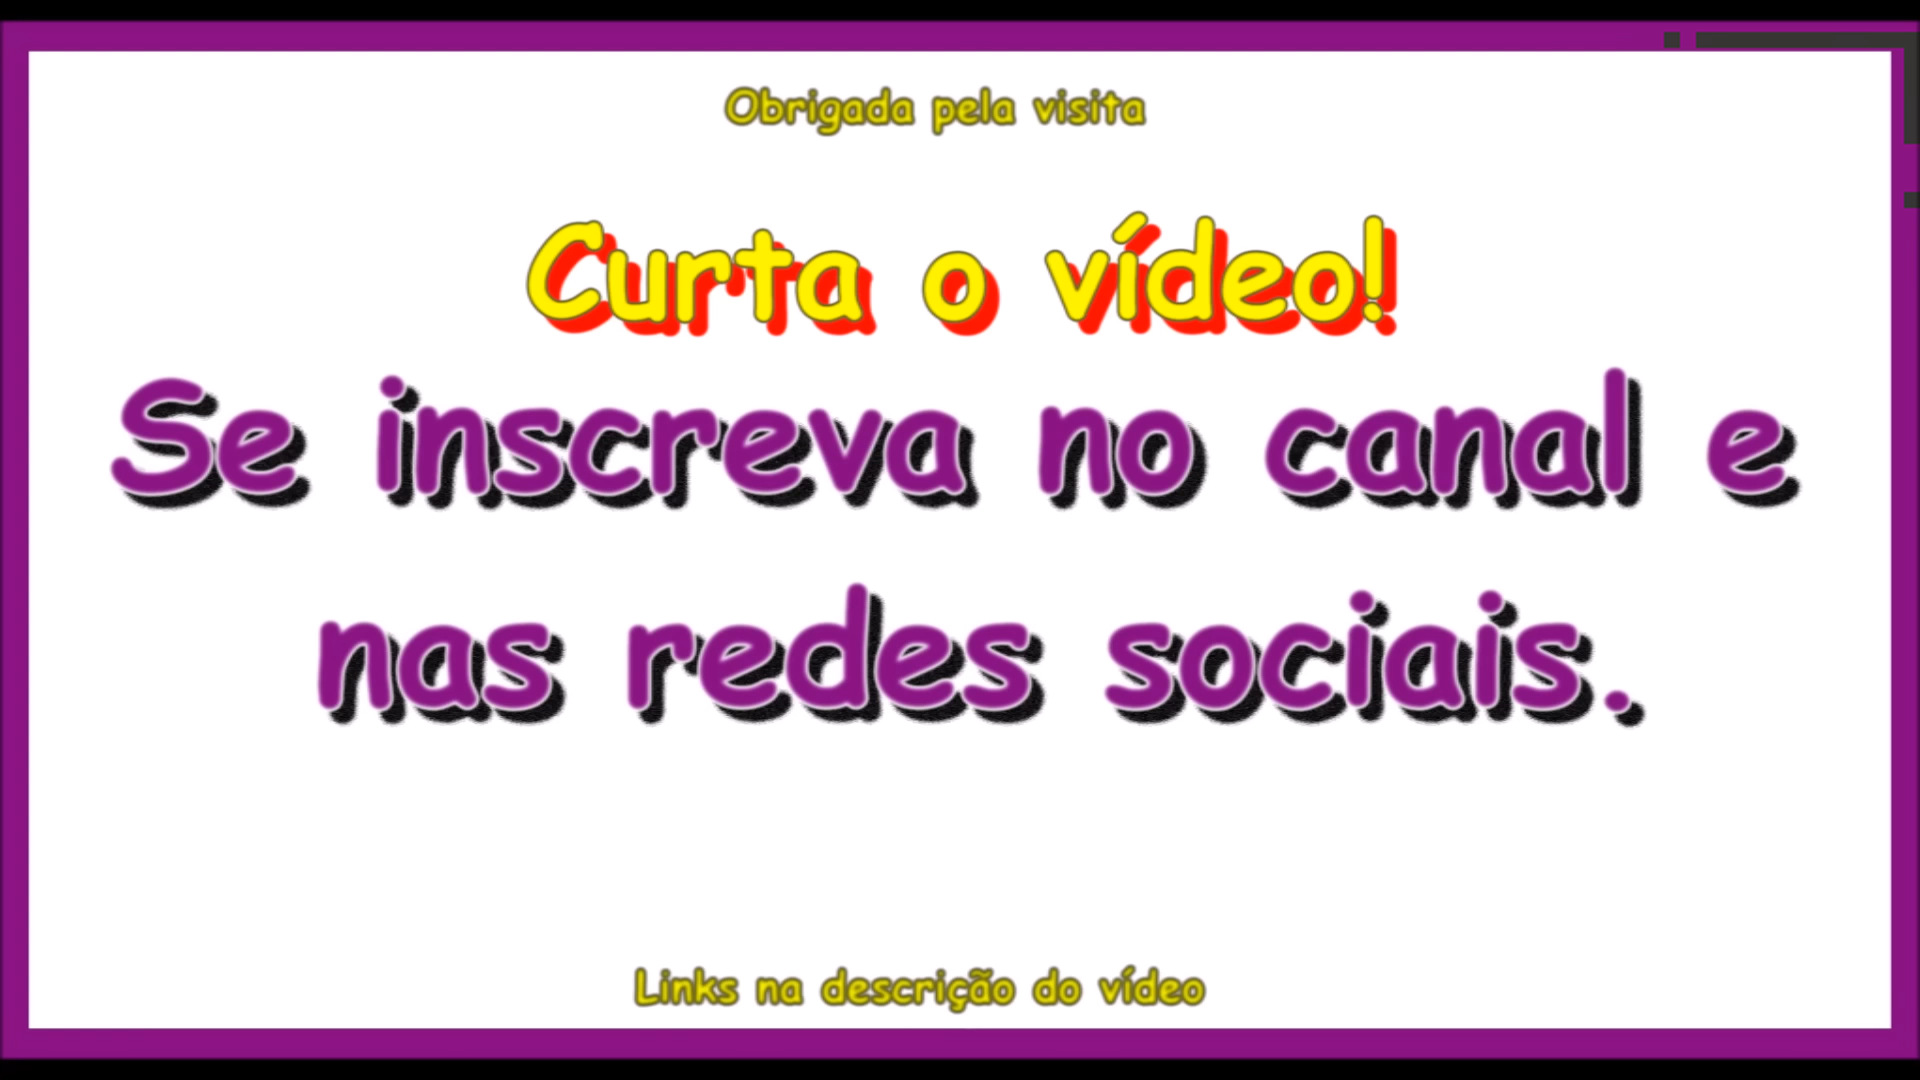 Obrigada pela visita
Curta o vídeo!
Se inscreva no canal e
nas redes sociais.
Links na descrição do vídeo